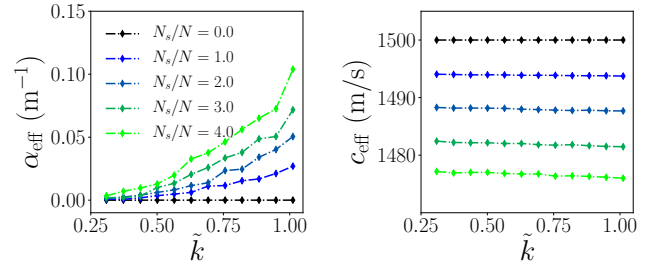 0.15
0.10
0.05
0.00
α_eff (m⁻¹)
N_s/N = 0.0
N_s/N = 1.0
N_s/N = 2.0
N_s/N = 3.0
N_s/N = 4.0
0.25 0.50 0.75 1.00
k̃
1500
1490
1480
c_eff (m/s)
0.25 0.50 0.75 1.00
k̃